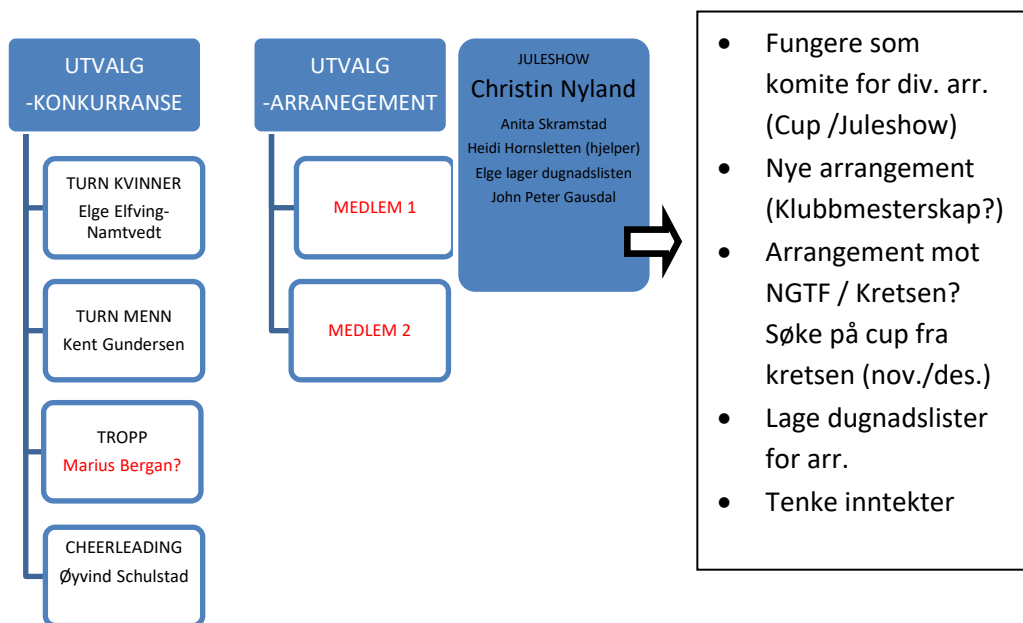 UTVALG
-KONKURRANSE
TURN KVINNER
Elge Elfving-
Namtvedt
TURN MENN
Kent Gundersen
TROPP
Marius Bergan?
CHEERLEADING
Øyvind Schulstad
UTVALG
-ARRANEGEMENT
MEDLEM 1
MEDLEM 2
JULESHOW
Christin Nyland
Anita Skramstad
Heidi Hornsletten (hjelper)
Elge lager dugnadslisten
John Peter Gausdal
• Fungere som
komite for div. arr.
(Cup /Juleshow)
• Nye arrangement
(Klubbmesterskap?)
• Arrangement mot
NGTF / Kretsen?
Søke på cup fra
kretsen (nov./des.)
• Lage dugnadslister
for arr.
• Tenke inntekter